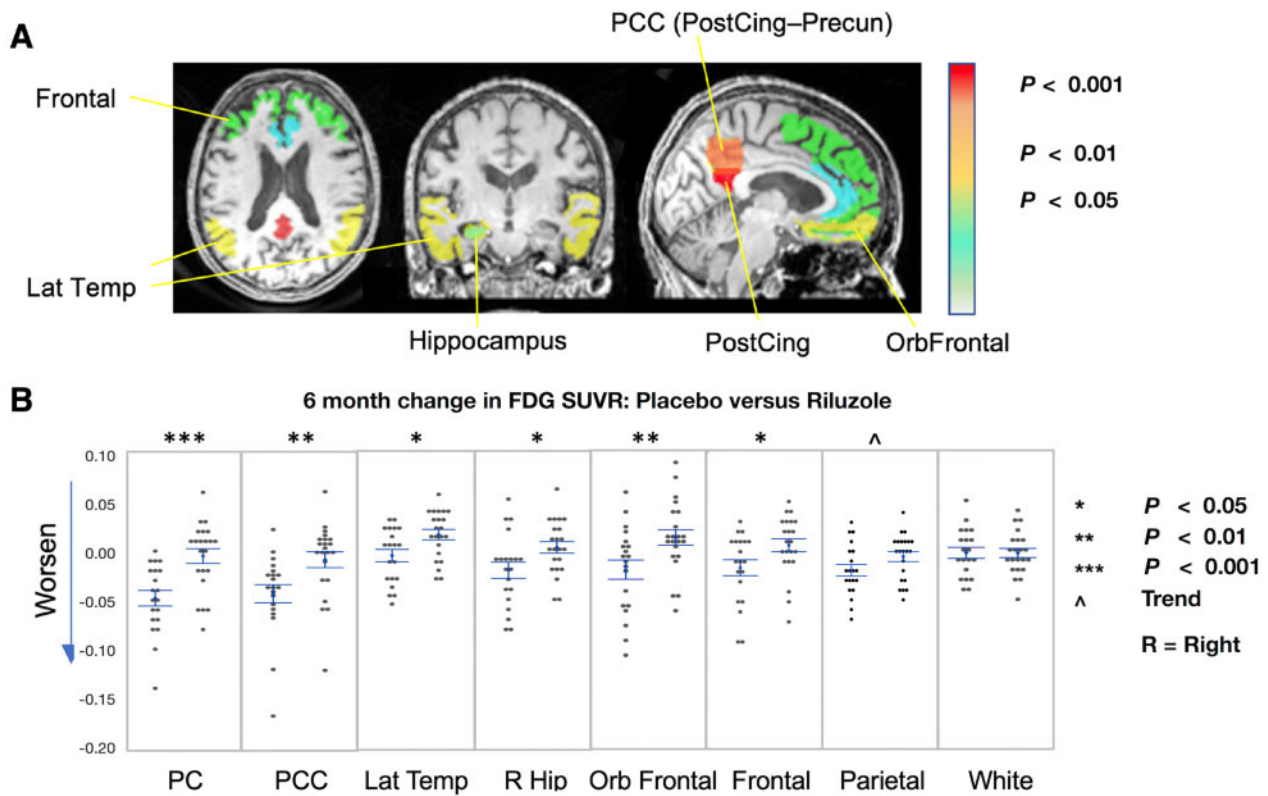 A
PCC (PostCing–Precun)
Frontal
Lat Temp
Hippocampus
PostCing
OrbFrontal
P < 0.001
P < 0.01
P < 0.05
B
6 month change in FDG SUVR: Placebo versus Riluzole
*** ** * * ** * ^
Worsen
0.10
0.05
0.00
-0.05
-0.10
-0.15
-0.20
PC PCC Lat Temp R Hip Orb Frontal Frontal Parietal White
* P < 0.05
** P < 0.01
*** P < 0.001
^ Trend
R = Right